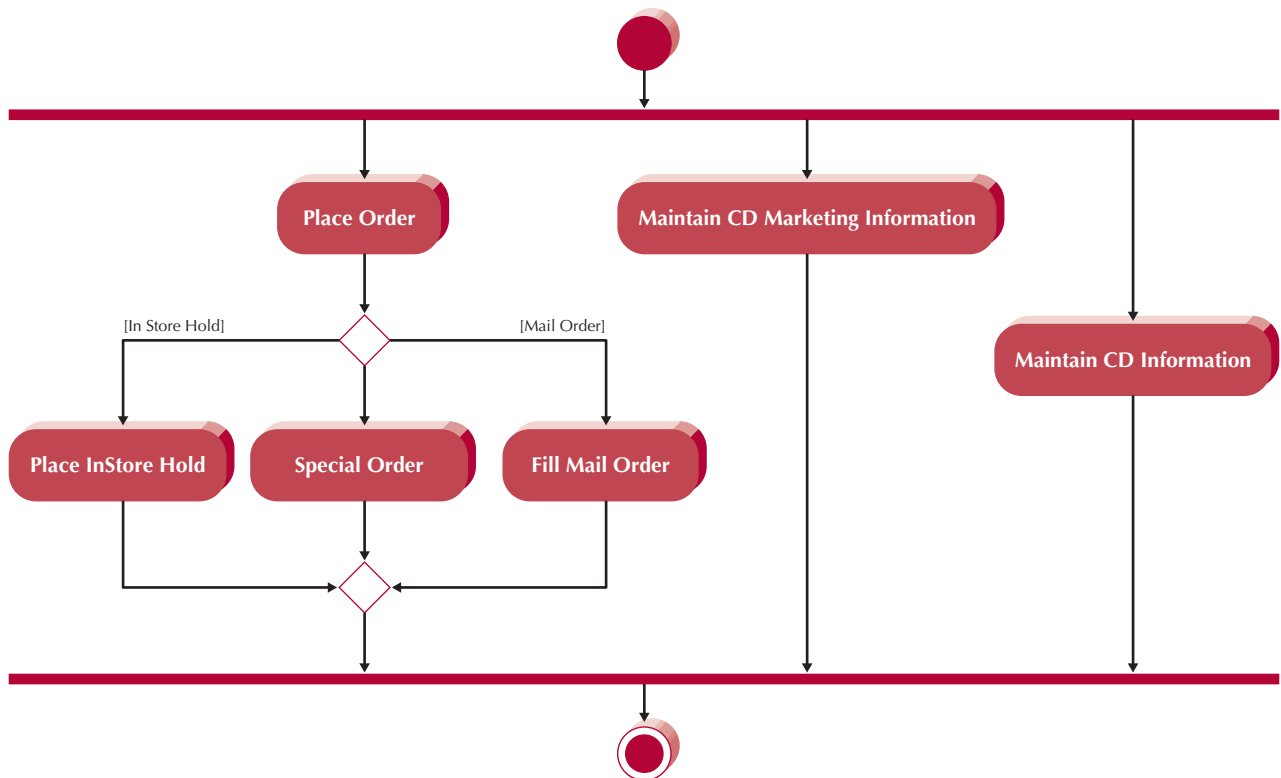 Place Order
Maintain CD Marketing Information
[In Store Hold]
[Mail Order]
Maintain CD Information
Place InStore Hold
Special Order
Fill Mail Order